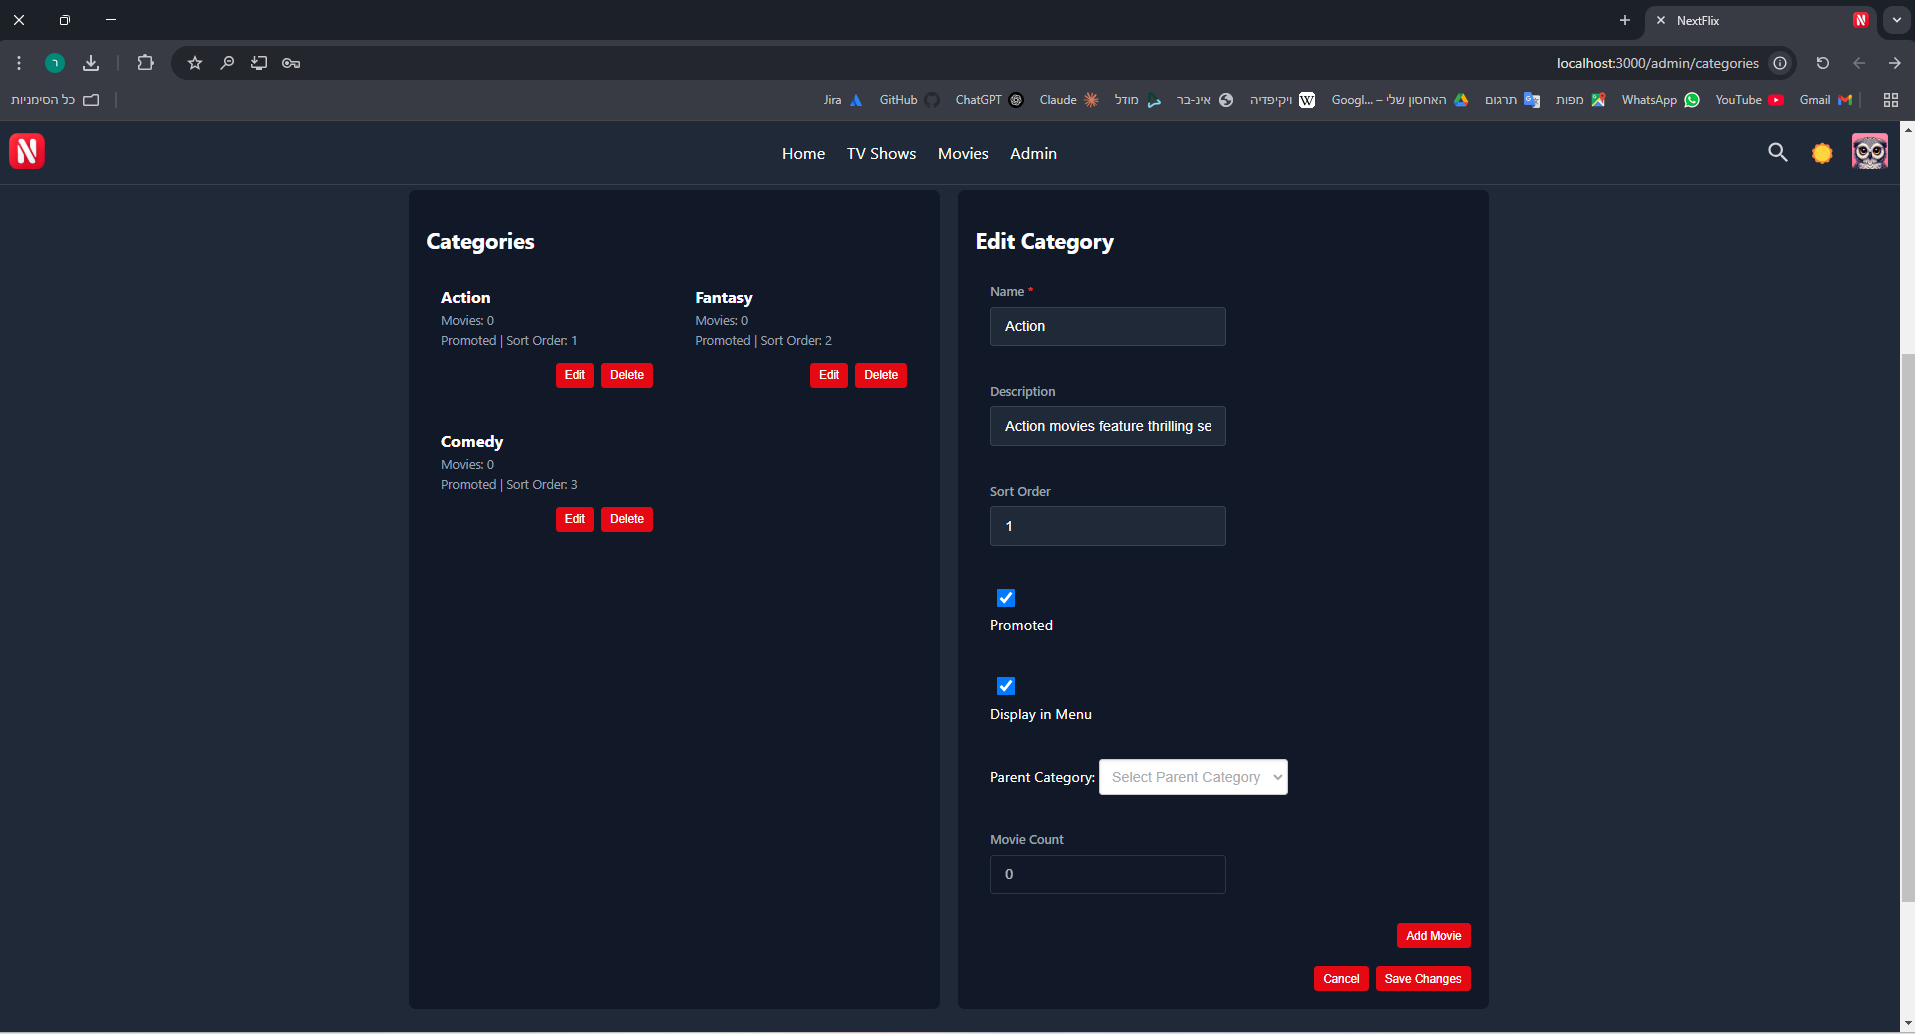 NextFlix
localhost:3000/admin/categories
כל הסימניות
Jira
GitHub
ChatGPT
Claude
מודל
אינ-בר
ויקיפדיה
האחסון שלי – Googl...
תרגום
מפות
WhatsApp
YouTube
Gmail
N
Home
TV Shows
Movies
Admin
Categories
Action
Movies: 0
Promoted | Sort Order: 1
Edit
Delete
Fantasy
Movies: 0
Promoted | Sort Order: 2
Edit
Delete
Comedy
Movies: 0
Promoted | Sort Order: 3
Edit
Delete
Edit Category
Name *
Action
Description
Action movies feature thrilling se
Sort Order
1
Promoted
Display in Menu
Parent Category: Select Parent Category
Movie Count
0
Add Movie
Cancel
Save Changes